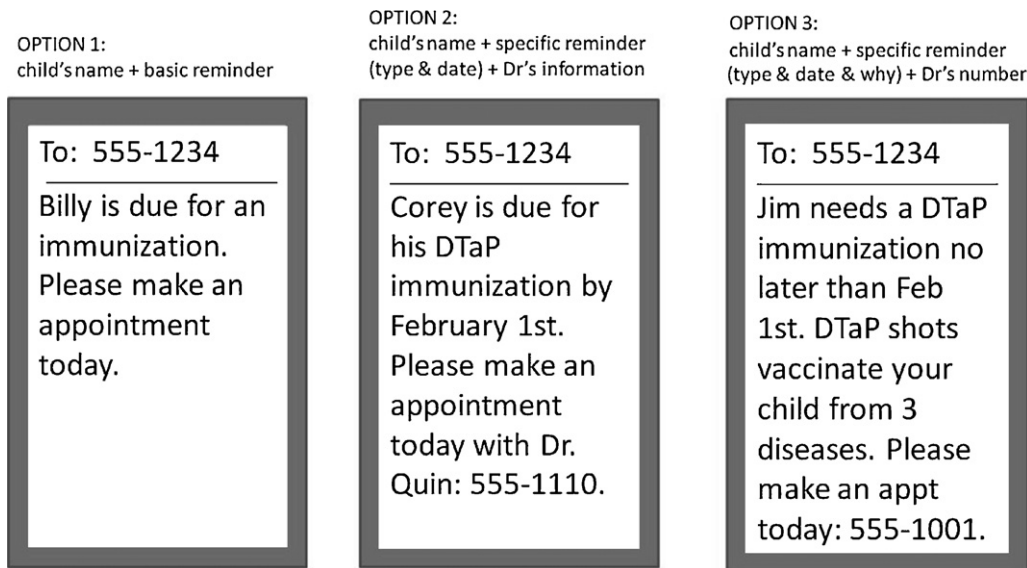 OPTION 1:
child's name + basic reminder
To: 555-1234
Billy is due for an
immunization.
Please make an
appointment
today.
OPTION 2:
child's name + specific reminder
(type & date) + Dr's information
To: 555-1234
Corey is due for
his DTaP
immunization by
February 1st.
Please make an
appointment
today with Dr.
Quin: 555-1110.
OPTION 3:
child's name + specific reminder
(type & date & why) + Dr's number
To: 555-1234
Jim needs a DTaP
immunization no
later than Feb
1st. DTaP shots
vaccinate your
child from 3
diseases. Please
make an appt
today: 555-1001.